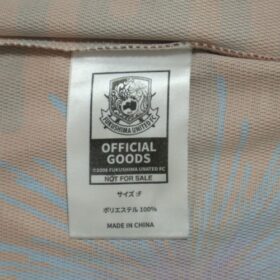 FUKUSHIMA UNITED FC
OFFICIAL
GOODS
©2008 FUKUSHIMA UNITED FC
NOT FOR SALE
サイズ:F
ポリエステル 100%
MADE IN CHINA